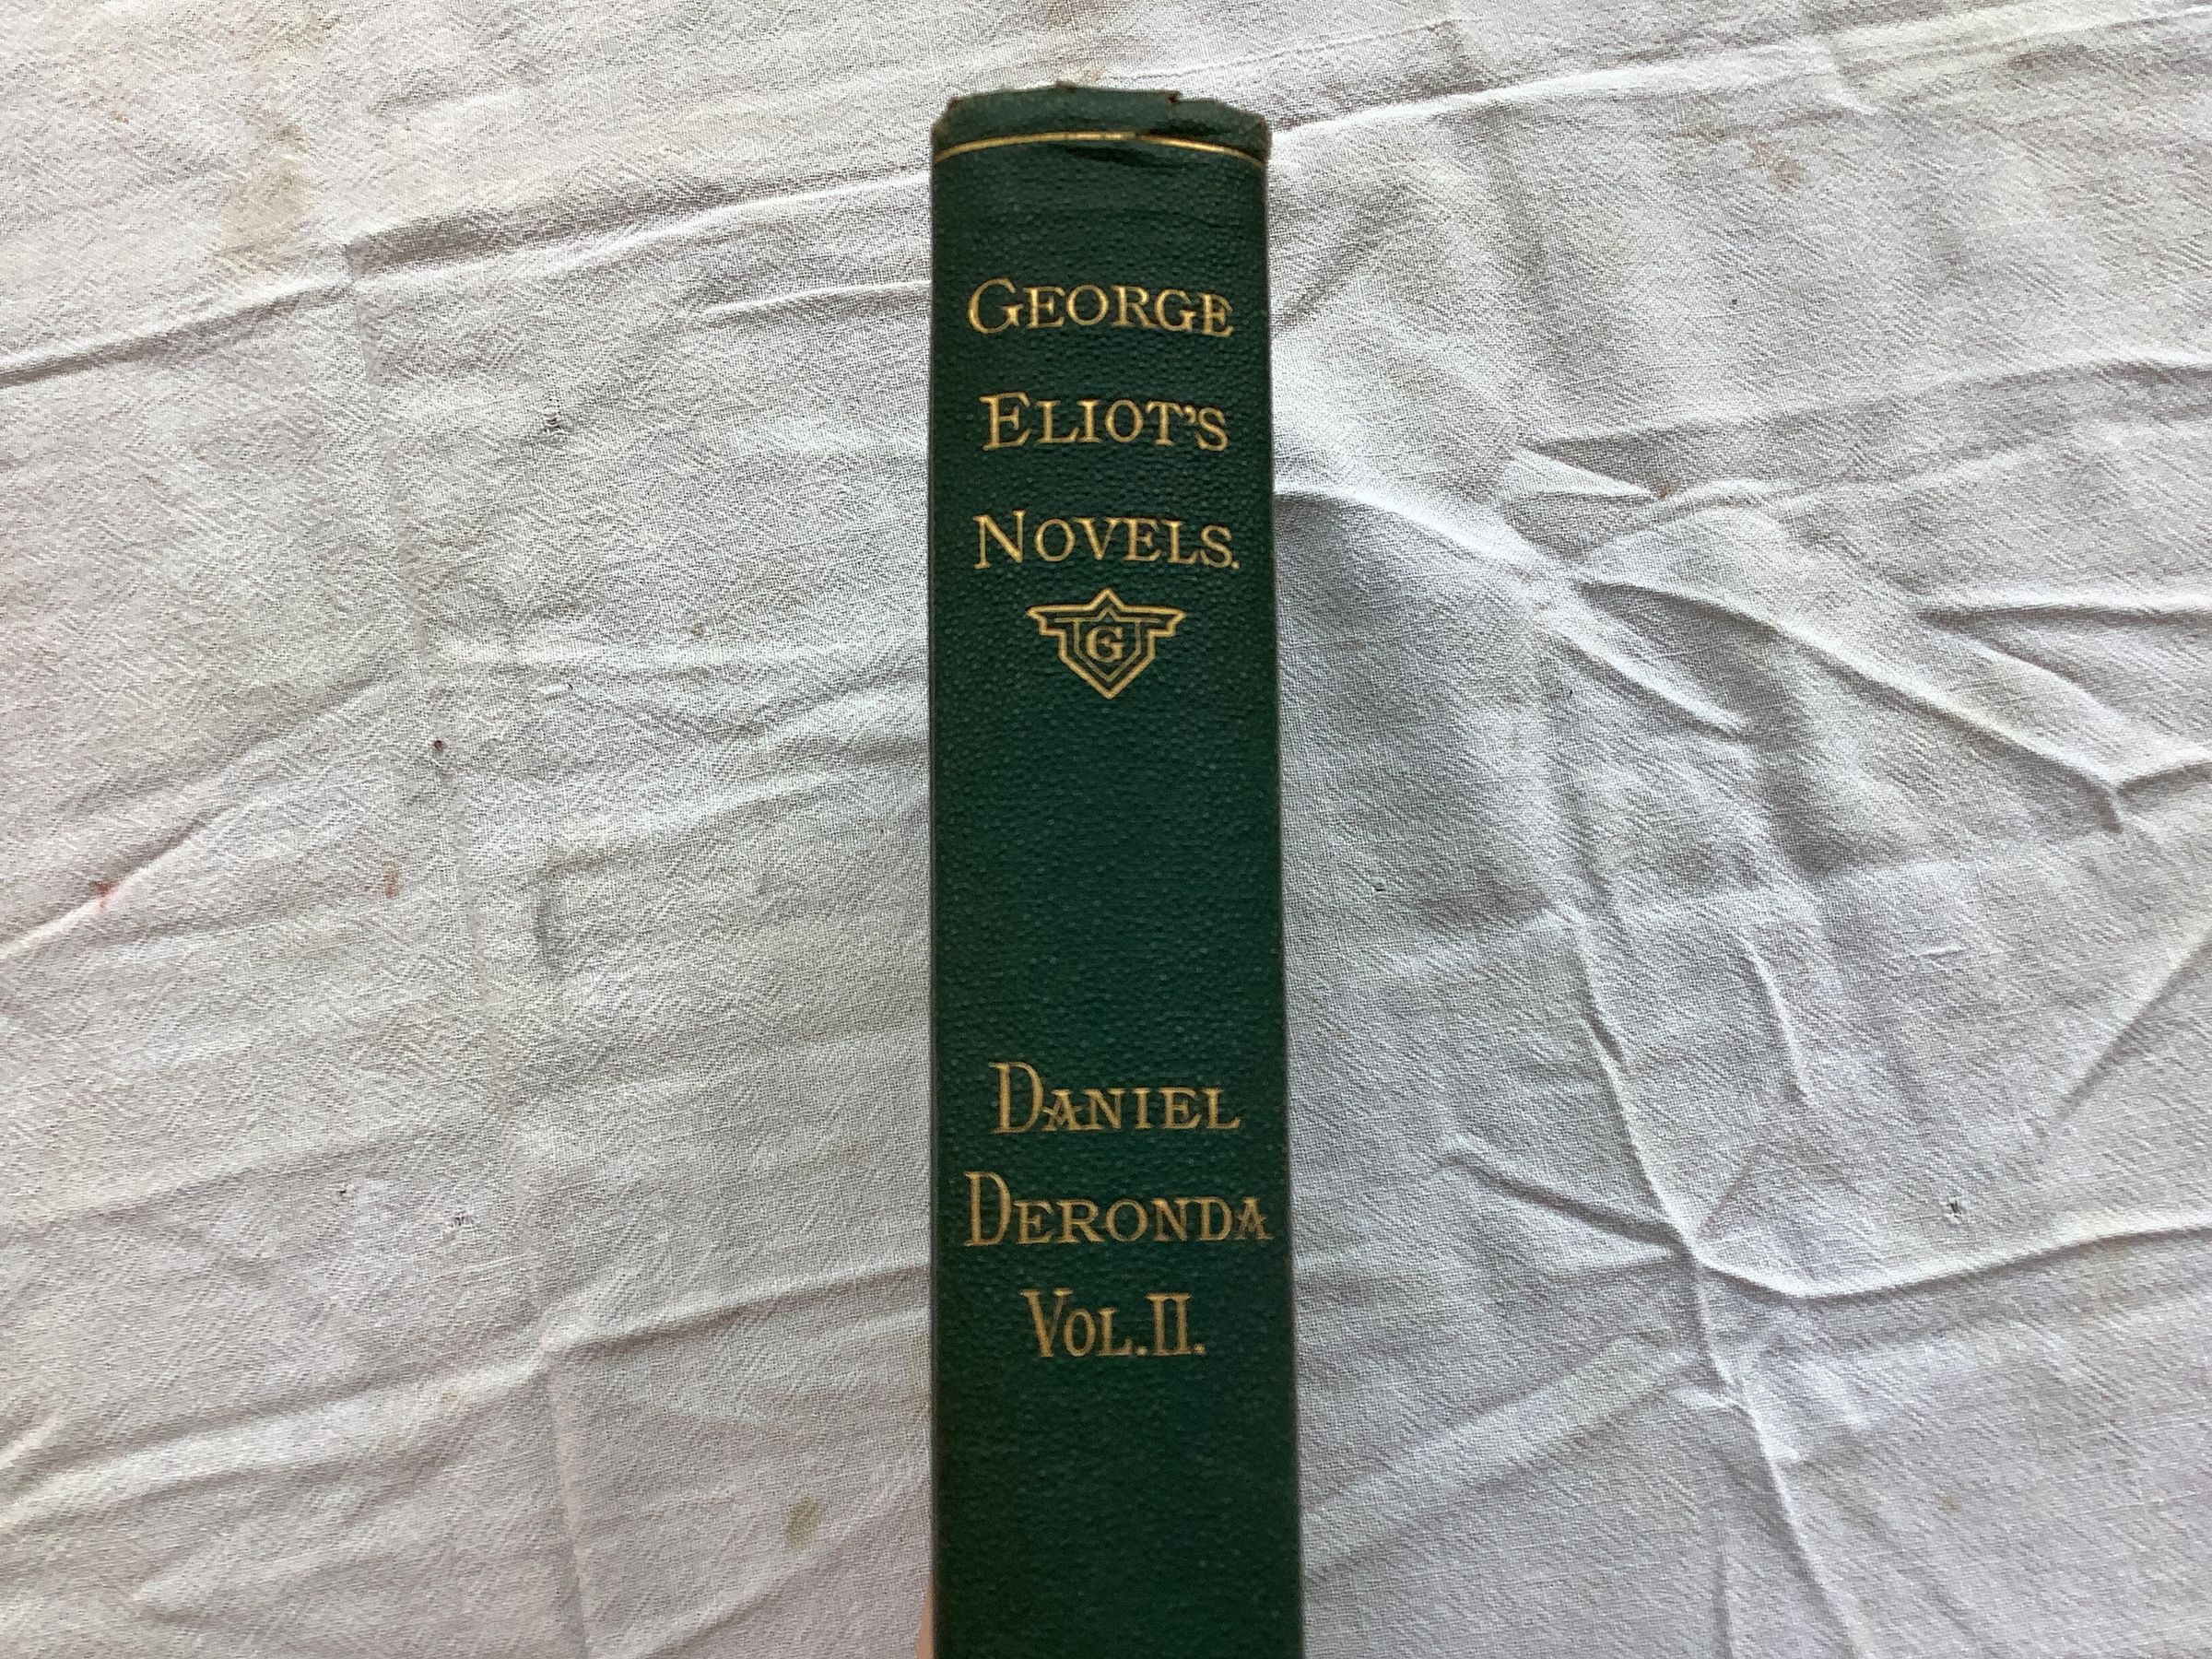 GEORGE
ELIOT'S
NOVELS.
G
DANIEL
DERONDA
VOL.II.